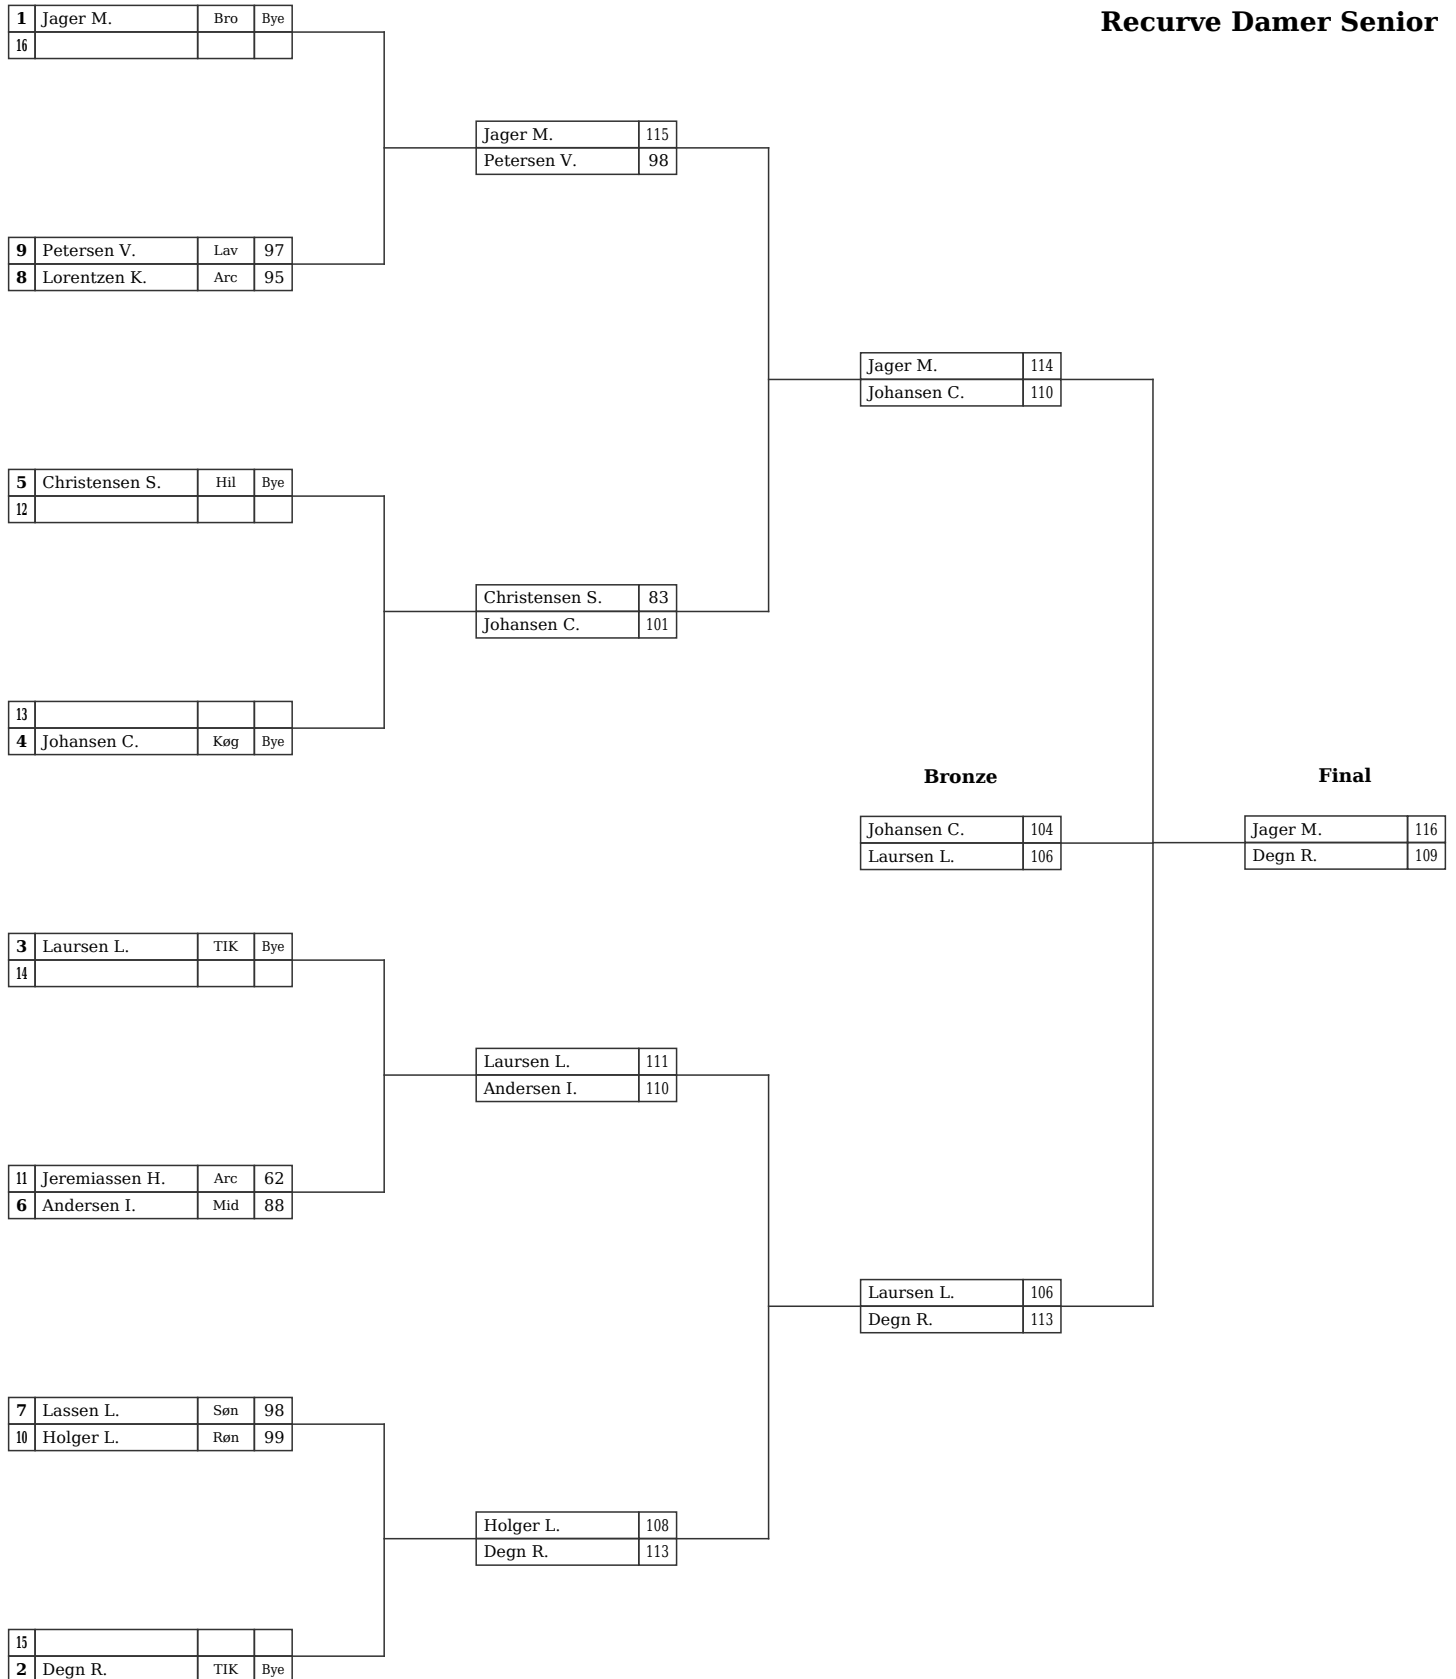 Recurve Damer Senior
1 Jager M. Bro Bye
16
Jager M. 115
Petersen V. 98
9 Petersen V. Lav 97
8 Lorentzen K. Arc 95
Jager M. 114
Johansen C. 110
5 Christensen S. Hil Bye
12
Christensen S. 83
Johansen C. 101
13
4 Johansen C. Køg Bye
Bronze
Final
Johansen C. 104
Laursen L. 106
Jager M. 116
Degn R. 109
3 Laursen L. TIK Bye
14
Laursen L. 111
Andersen I. 110
11 Jeremiassen H. Arc 62
6 Andersen I. Mid 88
Laursen L. 106
Degn R. 113
7 Lassen L. Søn 98
10 Holger L. Røn 99
Holger L. 108
Degn R. 113
15
2 Degn R. TIK Bye